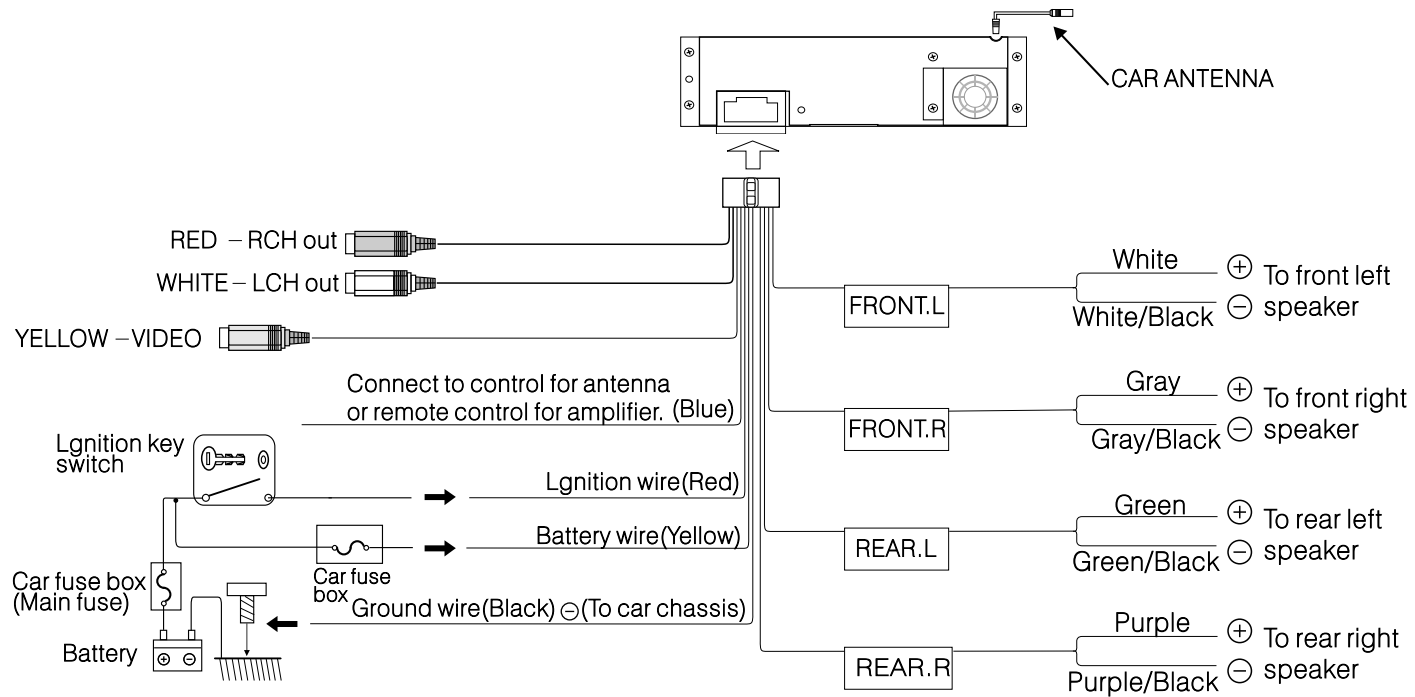 CAR ANTENNA
RED – RCH out
WHITE – LCH out
YELLOW – VIDEO
Connect to control for antenna
or remote control for amplifier. (Blue)
Lgnition key
switch
Lgnition wire(Red)
Battery wire(Yellow)
Car fuse
box
Car fuse box
(Main fuse)
Ground wire(Black) ⊖ (To car chassis)
Battery
⊕ ⊖
FRONT.L
White
White/Black
⊕ To front left
⊖ speaker
FRONT.R
Gray
Gray/Black
⊕ To front right
⊖ speaker
REAR.L
Green
Green/Black
⊕ To rear left
⊖ speaker
REAR.R
Purple
Purple/Black
⊕ To rear right
⊖ speaker